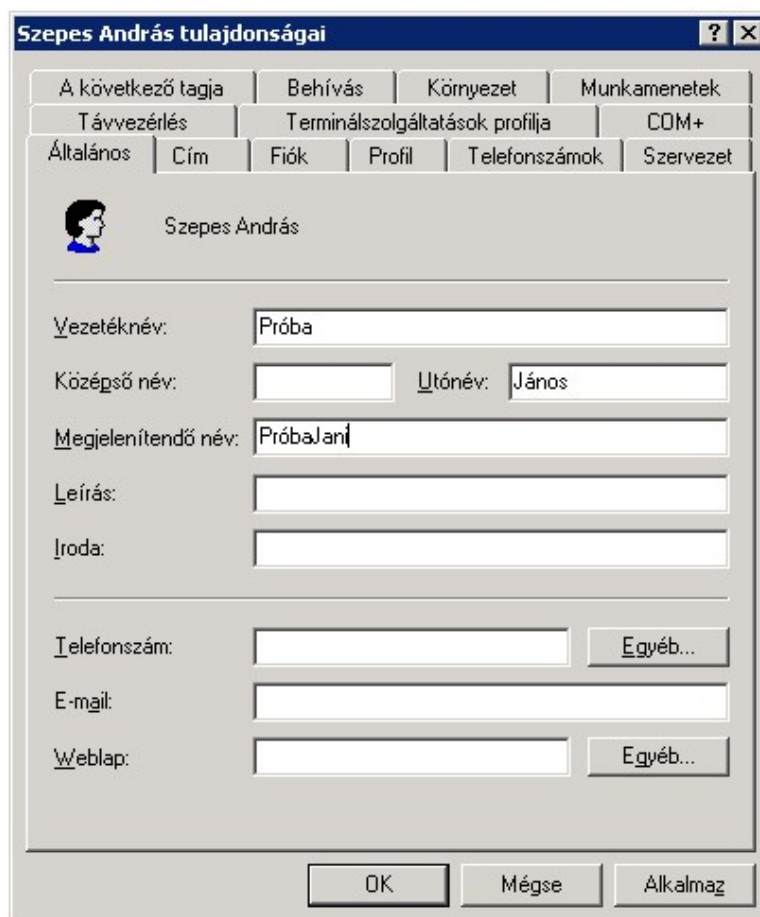 Szepes András tulajdonságai
A következő tagja Behívás Környezet Munkamenetek
Távvezérlés Terminálszolgáltatások profilja COM+
Általános Cím Fiók Profil Telefonszámok Szervezet
Szepes András
Vezetéknév: Próba
Középső név: Utónév: János
Megjelenítendő név: PróbaJani
Leírás:
Iroda:
Telefonszám: Egyéb...
E-mail:
Weblap: Egyéb...
OK Mégse Alkalmaz